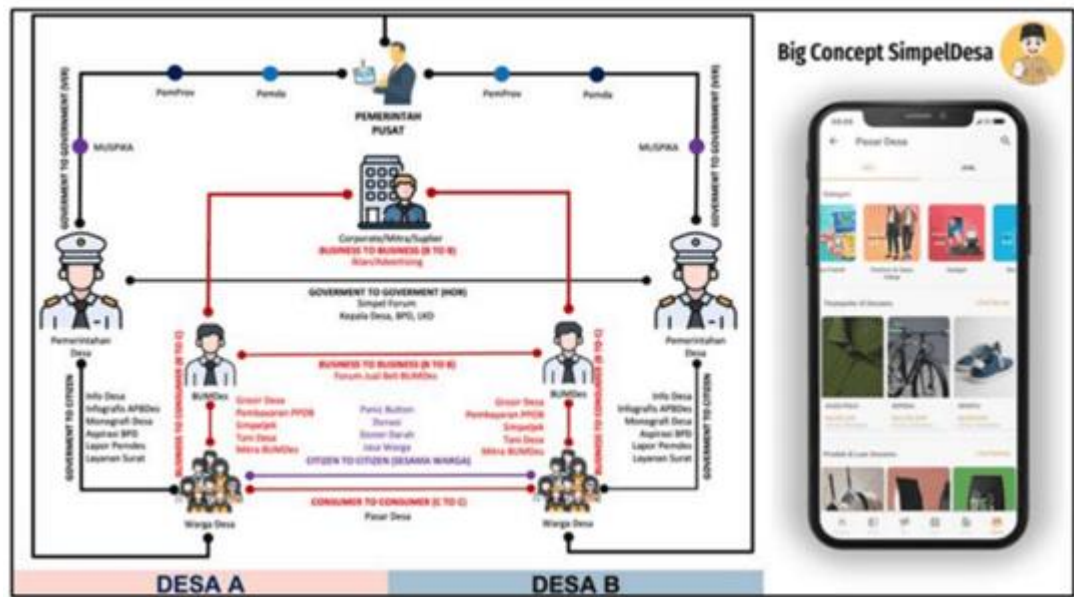 Big Concept SimpelDesa
PemProv
Pemda
PEMERINTAH
PUSAT
PemProv
Pemda
GOVERMENT TO GOVERMENT (VER)
MUSPIKA
MUSPIKA
GOVERMENT TO GOVERMENT (VER)
Corporate/Mitra/Suplier
BUSINESS TO BUSINESS (B TO B)
Iklan/Advertising
GOVERMENT TO GOVERMENT (HOR)
Simpel Forum
Kepala Desa, BPD, LKD
Pemerintahan
Desa
Pemerintahan
Desa
BUMDes
BUSINESS TO BUSINESS (B TO B)
Forum Jual Beli BUMDes
BUMDes
GOVERMENT TO CITIZEN
Info Desa
Infografis APBDes
Monografi Desa
Aspirasi BPD
Lapor Pemdes
Layanan Surat
BUSINESS TO CONSUMER (B TO C)
Grosir Desa
Pembayaran PPOB
Simpeljek
Tani Desa
Mitra BUMDes
Panic Button
Donasi
Donor Darah
Jasa Warga
CITIZEN TO CITIZEN (SESAMA WARGA)
Grosir Desa
Pembayaran PPOB
Simpeljek
Tani Desa
Mitra BUMDes
BUSINESS TO CONSUMER (B TO C)
Info Desa
Infografis APBDes
Monografi Desa
Aspirasi BPD
Lapor Pemdes
Layanan Surat
GOVERMENT TO CITIZEN
CONSUMER TO CONSUMER (C TO C)
Pasar Desa
Warga Desa
Warga Desa
DESA A
DESA B
Pasar Desa